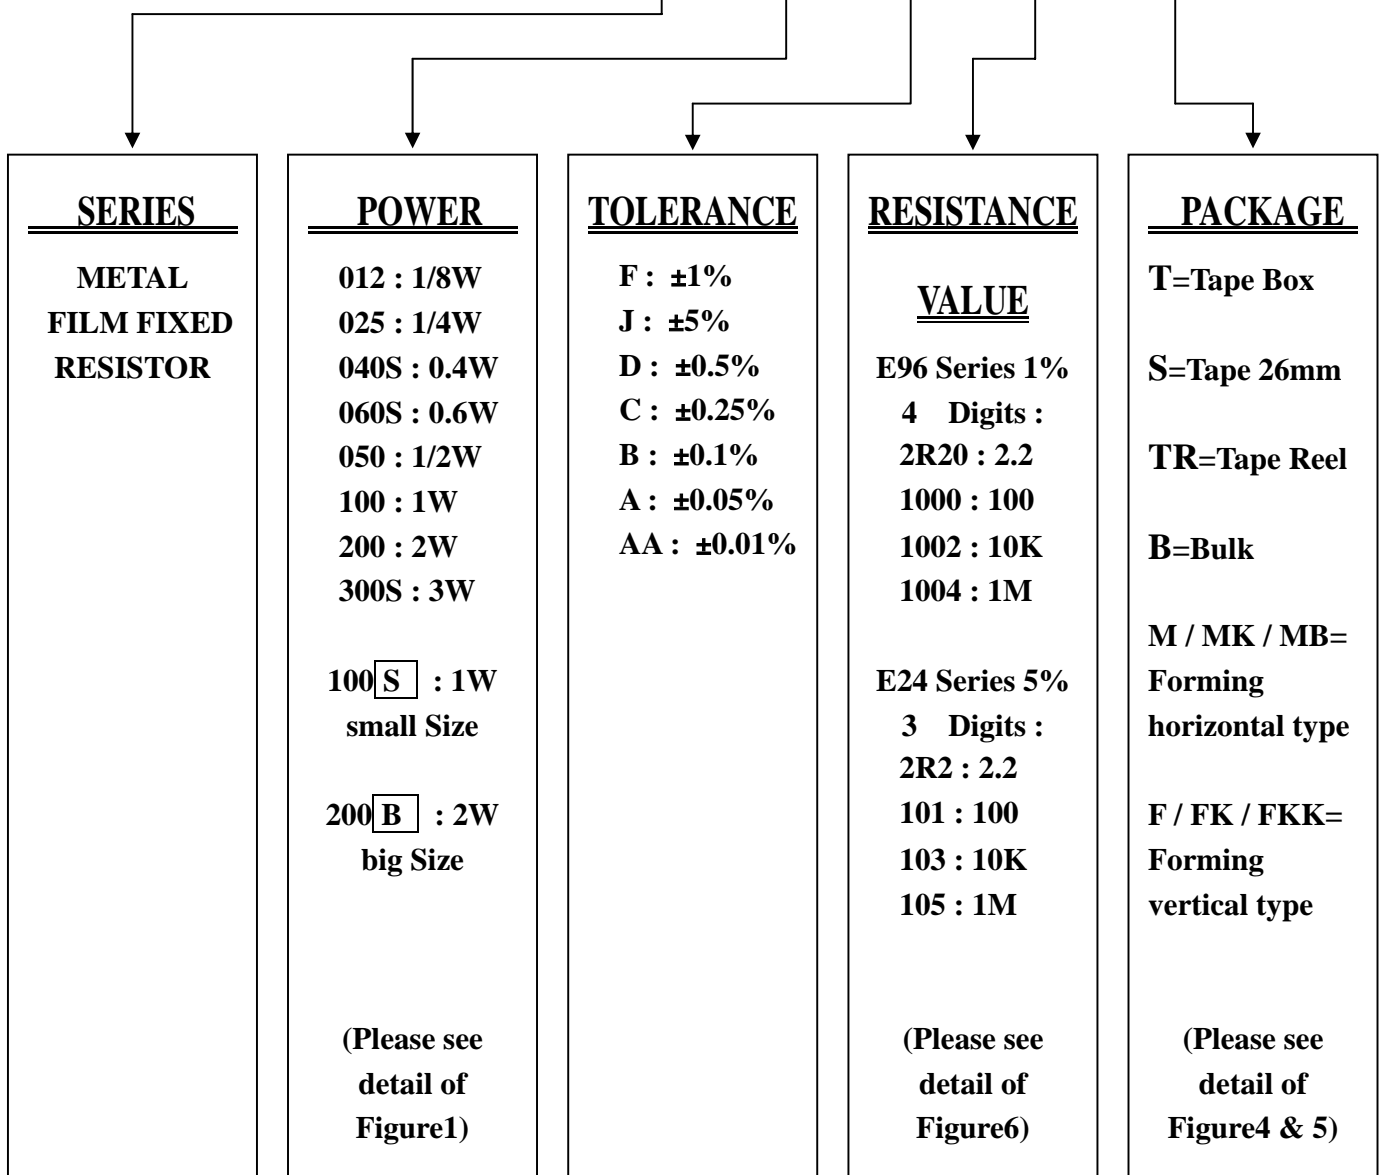 SERIES
METAL
FILM FIXED
RESISTOR
POWER
012 : 1/8W
025 : 1/4W
040S : 0.4W
060S : 0.6W
050 : 1/2W
100 : 1W
200 : 2W
300S : 3W
100 S : 1W
small Size
200 B : 2W
big Size
(Please see
detail of
Figure1)
TOLERANCE
F : ±1%
J : ±5%
D : ±0.5%
C : ±0.25%
B : ±0.1%
A : ±0.05%
AA : ±0.01%
RESISTANCE
VALUE
E96 Series 1%
4 Digits :
2R20 : 2.2
1000 : 100
1002 : 10K
1004 : 1M
E24 Series 5%
3 Digits :
2R2 : 2.2
101 : 100
103 : 10K
105 : 1M
(Please see
detail of
Figure6)
PACKAGE
T=Tape Box
S=Tape 26mm
TR=Tape Reel
B=Bulk
M / MK / MB=
Forming
horizontal type
F / FK / FKK=
Forming
vertical type
(Please see
detail of
Figure4 & 5)